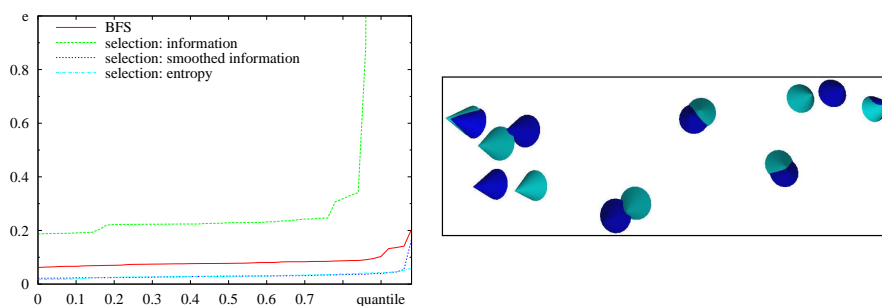 e
BFS
selection: information
selection: smoothed information
selection: entropy
1
0.8
0.6
0.4
0.2
0
0 0.1 0.2 0.3 0.4 0.5 0.6 0.7 quantile